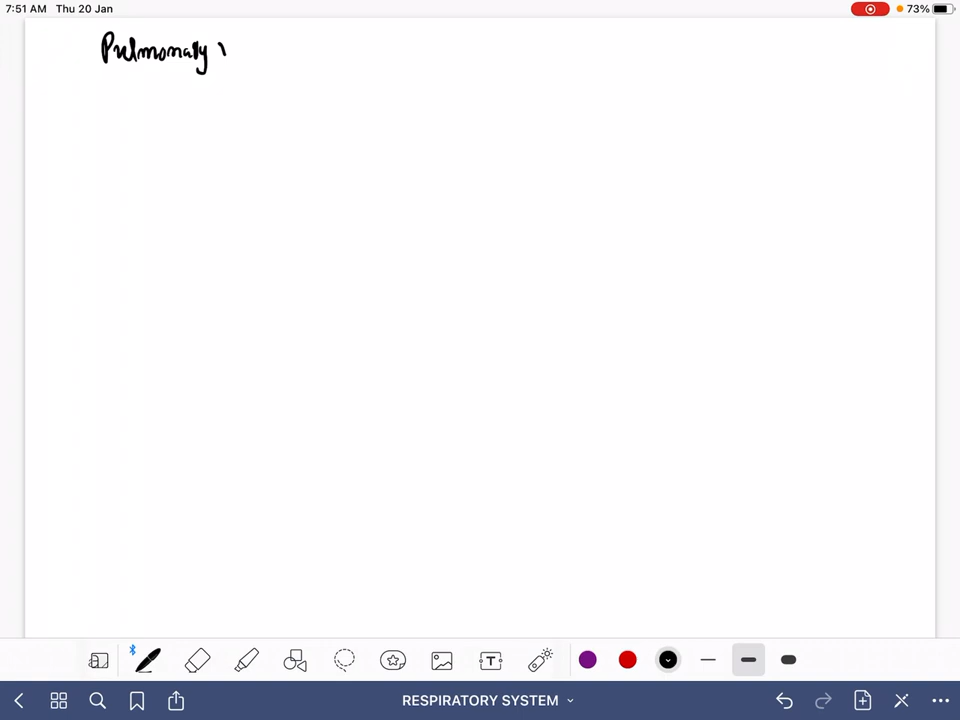 7:51 AM Thu 20 Jan
73%
Pulmonary
T
RESPIRATORY SYSTEM